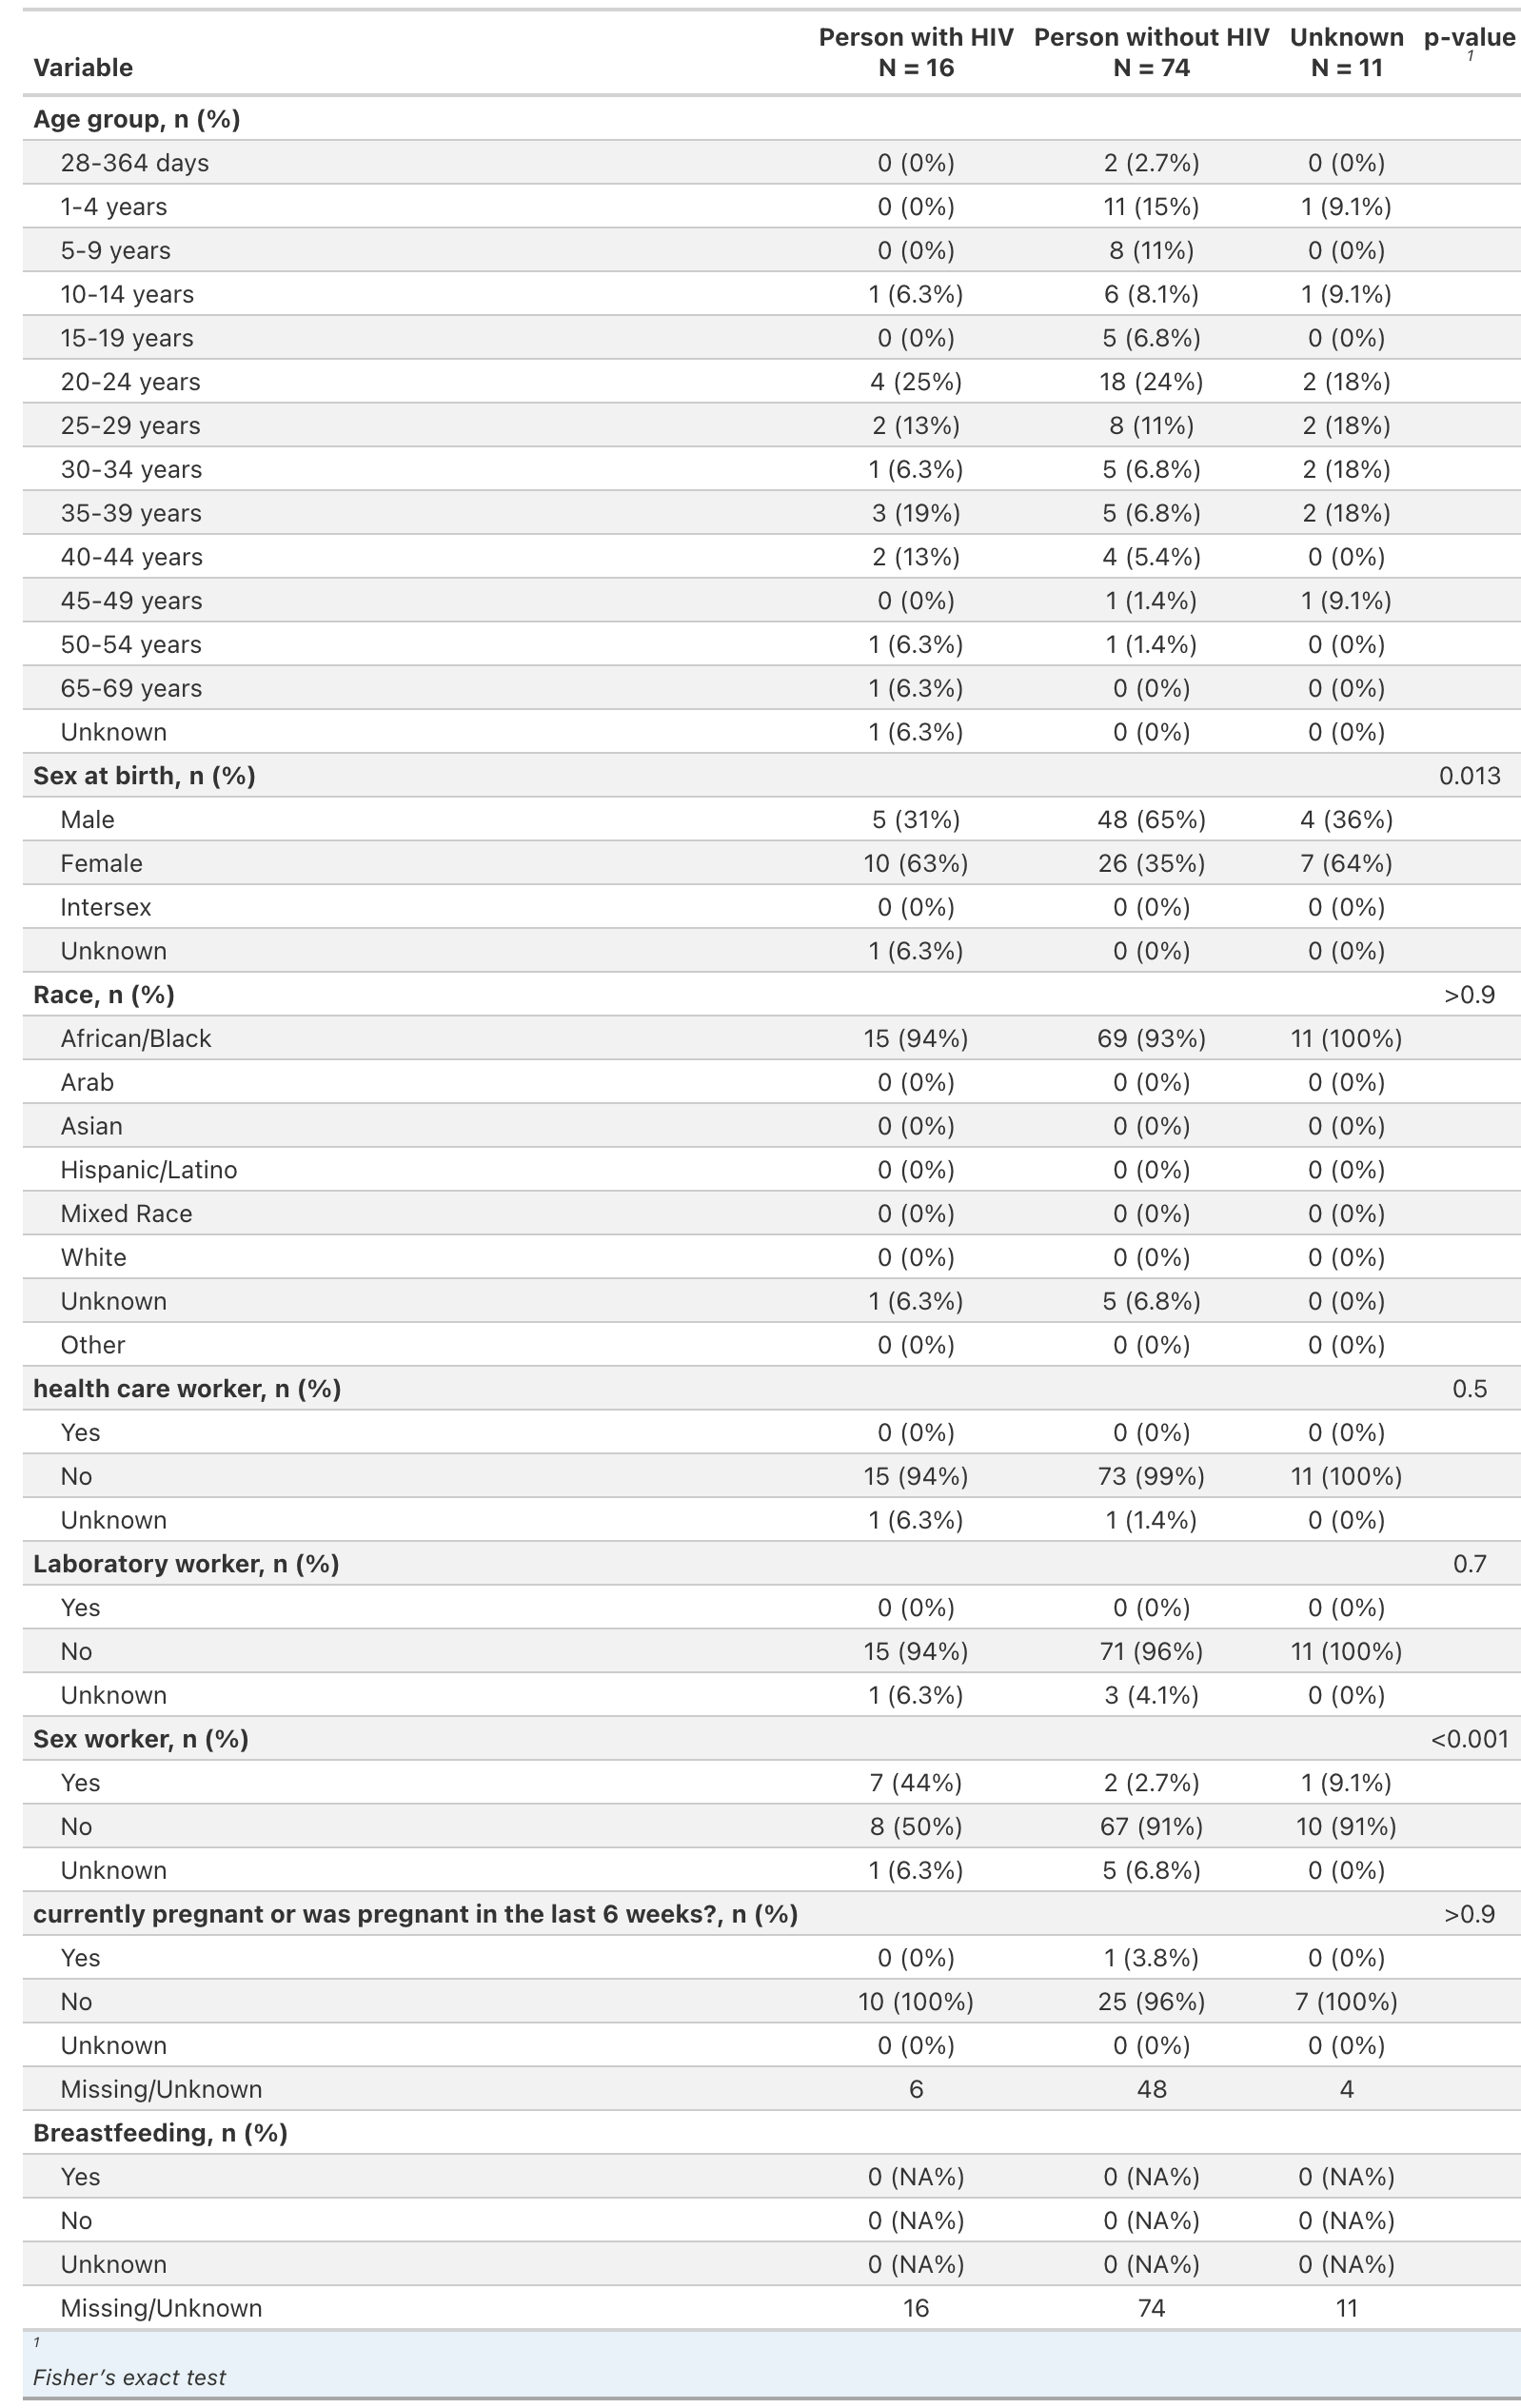 Person with HIV Person without HIV Unknown p-value
Variable N = 16 N = 74 N = 11 1
Age group, n (%)
28-364 days 0 (0%) 2 (2.7%) 0 (0%)
1-4 years 0 (0%) 11 (15%) 1 (9.1%)
5-9 years 0 (0%) 8 (11%) 0 (0%)
10-14 years 1 (6.3%) 6 (8.1%) 1 (9.1%)
15-19 years 0 (0%) 5 (6.8%) 0 (0%)
20-24 years 4 (25%) 18 (24%) 2 (18%)
25-29 years 2 (13%) 8 (11%) 2 (18%)
30-34 years 1 (6.3%) 5 (6.8%) 2 (18%)
35-39 years 3 (19%) 5 (6.8%) 2 (18%)
40-44 years 2 (13%) 4 (5.4%) 0 (0%)
45-49 years 0 (0%) 1 (1.4%) 1 (9.1%)
50-54 years 1 (6.3%) 1 (1.4%) 0 (0%)
65-69 years 1 (6.3%) 0 (0%) 0 (0%)
Unknown 1 (6.3%) 0 (0%) 0 (0%)
Sex at birth, n (%) 0.013
Male 5 (31%) 48 (65%) 4 (36%)
Female 10 (63%) 26 (35%) 7 (64%)
Intersex 0 (0%) 0 (0%) 0 (0%)
Unknown 1 (6.3%) 0 (0%) 0 (0%)
Race, n (%) >0.9
African/Black 15 (94%) 69 (93%) 11 (100%)
Arab 0 (0%) 0 (0%) 0 (0%)
Asian 0 (0%) 0 (0%) 0 (0%)
Hispanic/Latino 0 (0%) 0 (0%) 0 (0%)
Mixed Race 0 (0%) 0 (0%) 0 (0%)
White 0 (0%) 0 (0%) 0 (0%)
Unknown 1 (6.3%) 5 (6.8%) 0 (0%)
Other 0 (0%) 0 (0%) 0 (0%)
health care worker, n (%) 0.5
Yes 0 (0%) 0 (0%) 0 (0%)
No 15 (94%) 73 (99%) 11 (100%)
Unknown 1 (6.3%) 1 (1.4%) 0 (0%)
Laboratory worker, n (%) 0.7
Yes 0 (0%) 0 (0%) 0 (0%)
No 15 (94%) 71 (96%) 11 (100%)
Unknown 1 (6.3%) 3 (4.1%) 0 (0%)
Sex worker, n (%) <0.001
Yes 7 (44%) 2 (2.7%) 1 (9.1%)
No 8 (50%) 67 (91%) 10 (91%)
Unknown 1 (6.3%) 5 (6.8%) 0 (0%)
currently pregnant or was pregnant in the last 6 weeks?, n (%) >0.9
Yes 0 (0%) 1 (3.8%) 0 (0%)
No 10 (100%) 25 (96%) 7 (100%)
Unknown 0 (0%) 0 (0%) 0 (0%)
Missing/Unknown 6 48 4
Breastfeeding, n (%)
Yes 0 (NA%) 0 (NA%) 0 (NA%)
No 0 (NA%) 0 (NA%) 0 (NA%)
Unknown 0 (NA%) 0 (NA%) 0 (NA%)
Missing/Unknown 16 74 11
1
Fisher's exact test